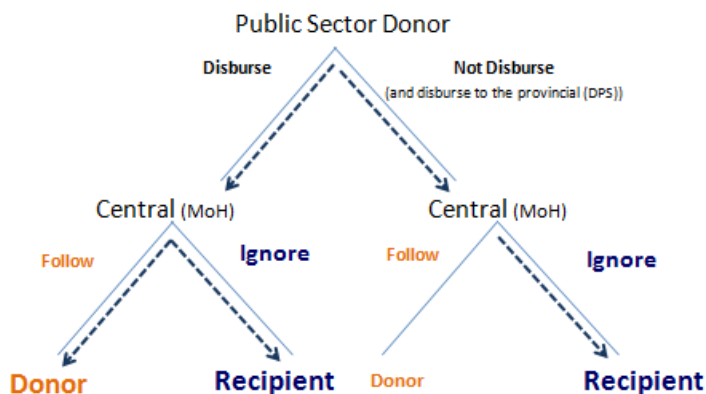 Public Sector Donor
Disburse
Not Disburse
(and disburse to the provincial (DPS))
Central (MoH)
Central (MoH)
Follow
Ignore
Follow
Ignore
Donor
Recipient
Donor
Recipient